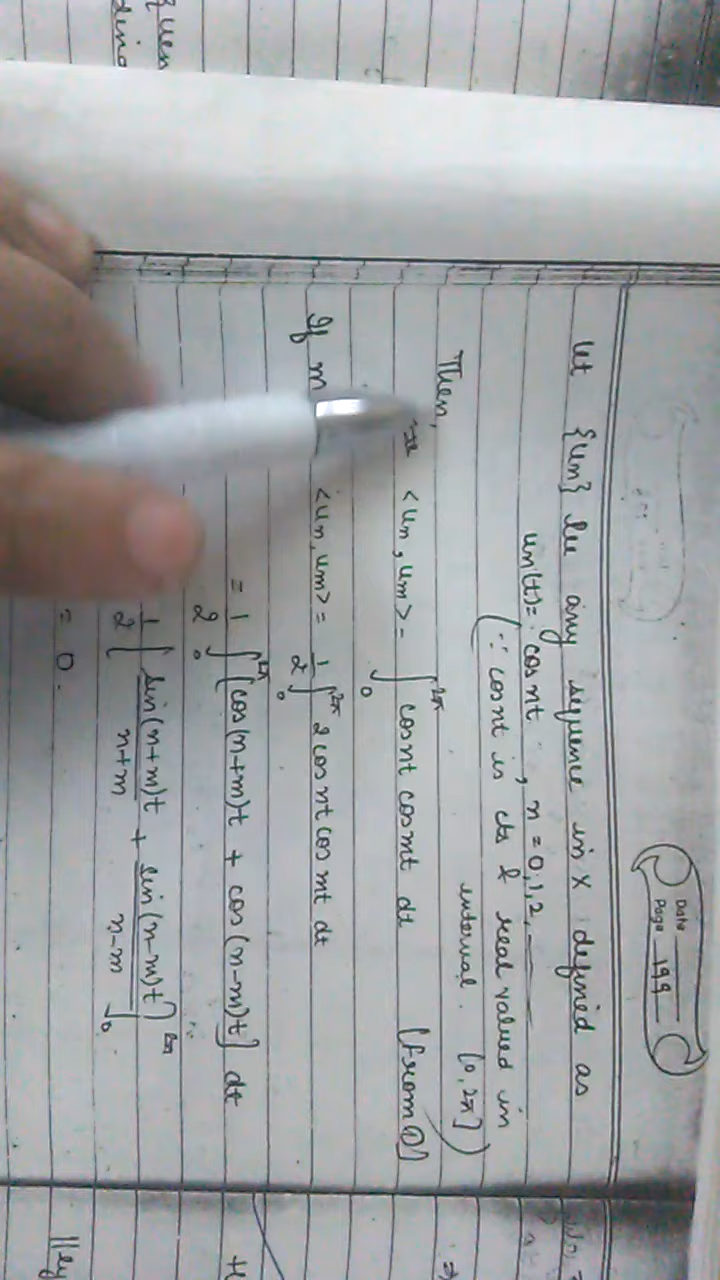 Date
Page 199
Let {un} be any sequence in X defined as
un(t) = cos nt, n = 0,1,2, ——
(∵ cos nt is cts & real valued in
interval [0, 2π])
Then,
<un, um> = ∫₀^2π cos nt cos mt dt [from ①]
If m <un, um> = 1/2 ∫₀^2π 2 cos nt cos mt dt
= 1/2 ∫₀^2π [cos(n+m)t + cos(n-m)t] dt
1/2 [sin(n+m)t/n+m + sin(n-m)t/n-m]₀^2π
= 0.
lly